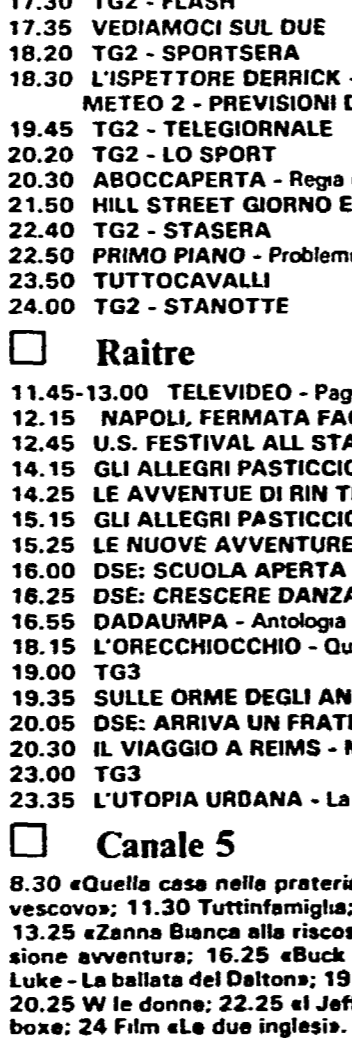 17.30 TG2 - FLASH
17.35 VEDIAMOCI SUL DUE
18.20 TG2 - SPORTSERA
18.30 L'ISPETTORE DERRICK -
METEO 2 - PREVISIONI D
19.45 TG2 - TELEGIORNALE
20.20 TG2 - LO SPORT
20.30 ABOCCAPERTA - Regia
21.50 HILL STREET GIORNO E
22.40 TG2 - STASERA
22.50 PRIMO PIANO - Problem
23.50 TUTTOCAVALLI
24.00 TG2 - STANOTTE
Raitre
11.45-13.00 TELEVIDEO - Pag
12.15 NAPOLI, FERMATA FA
12.45 U.S. FESTIVAL ALL STA
14.15 GLI ALLEGRI PASTICCIO
14.25 LE AVVENTUE DI RIN T
15.15 GLI ALLEGRI PASTICCIO
15.25 LE NUOVE AVVENTURE
16.00 DSE: SCUOLA APERTA
16.25 DSE: CRESCERE DANZA
16.55 DADAUMPA - Antologia
18.15 L'ORECCHIOCCHIO - Qu
19.00 TG3
19.35 SULLE ORME DEGLI AN
20.05 DSE: ARRIVA UN FRAT
20.30 IL VIAGGIO A REIMS -
23.00 TG3
23.35 L'UTOPIA URBANA - La
Canale 5
8.30 «Quella casa nella prateri
vescovo»; 11.30 Tuttinfamiglia;
13.25 «Zanna Bianca alla riscos
sione avventura; 16.25 «Buck
Luke - La ballata dei Dalton»; 19
20.25 W le donne; 22.25 «I Jeff
boxe; 24 Film «Le due inglesi».